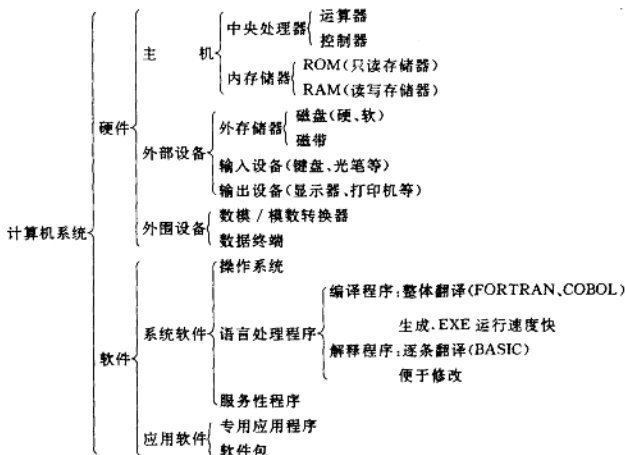 运算器
中央处理器
控制器
主 机
ROM(只读存储器)
内存储器
RAM(读写存储器)
硬件
磁盘(硬、软)
外存储器
磁带
外部设备
输入设备(键盘、光笔等)
输出设备(显示器、打印机等)
数模/模数转换器
外围设备
数据终端
计算机系统
操作系统
编译程序:整体翻译(FORTRAN、COBOL)
生成.EXE 运行速度快
系统软件
语言处理程序
解释程序:逐条翻译(BASIC)
软件
便于修改
服务性程序
专用应用程序
应用软件
软件包